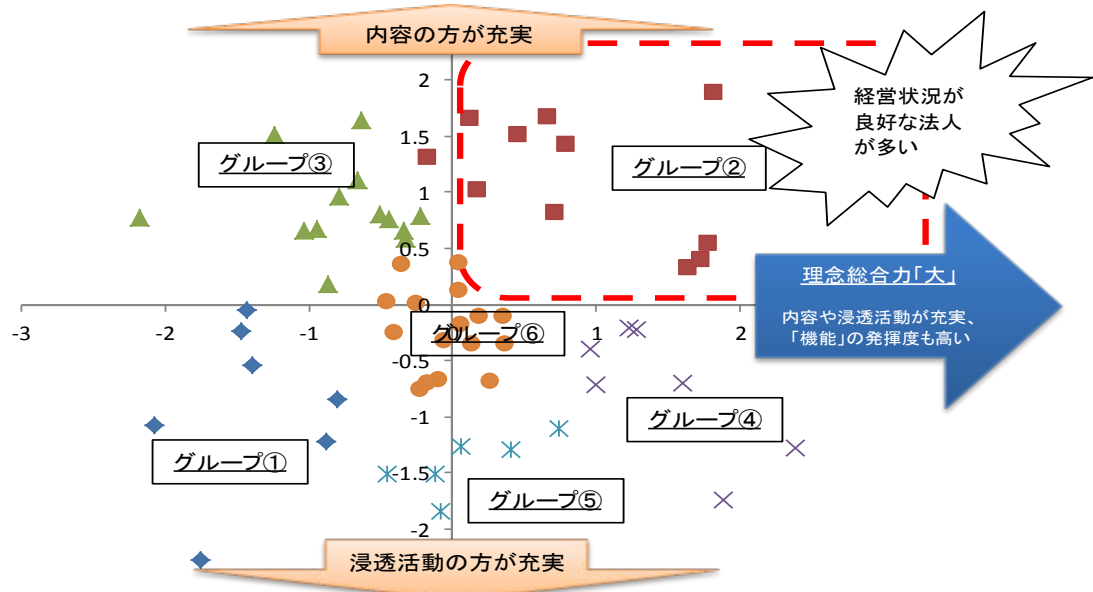 内容の方が充実
経営状況が
良好な法人
が多い
グループ③
グループ②
理念総合力「大」
内容や浸透活動が充実、
「機能」の発揮度も高い
グループ⑥
グループ④
グループ①
グループ⑤
浸透活動の方が充実
2
1.5
1
0.5
0
-0.5
-1
-1.5
-2
-3
-2
-1
0
1
2